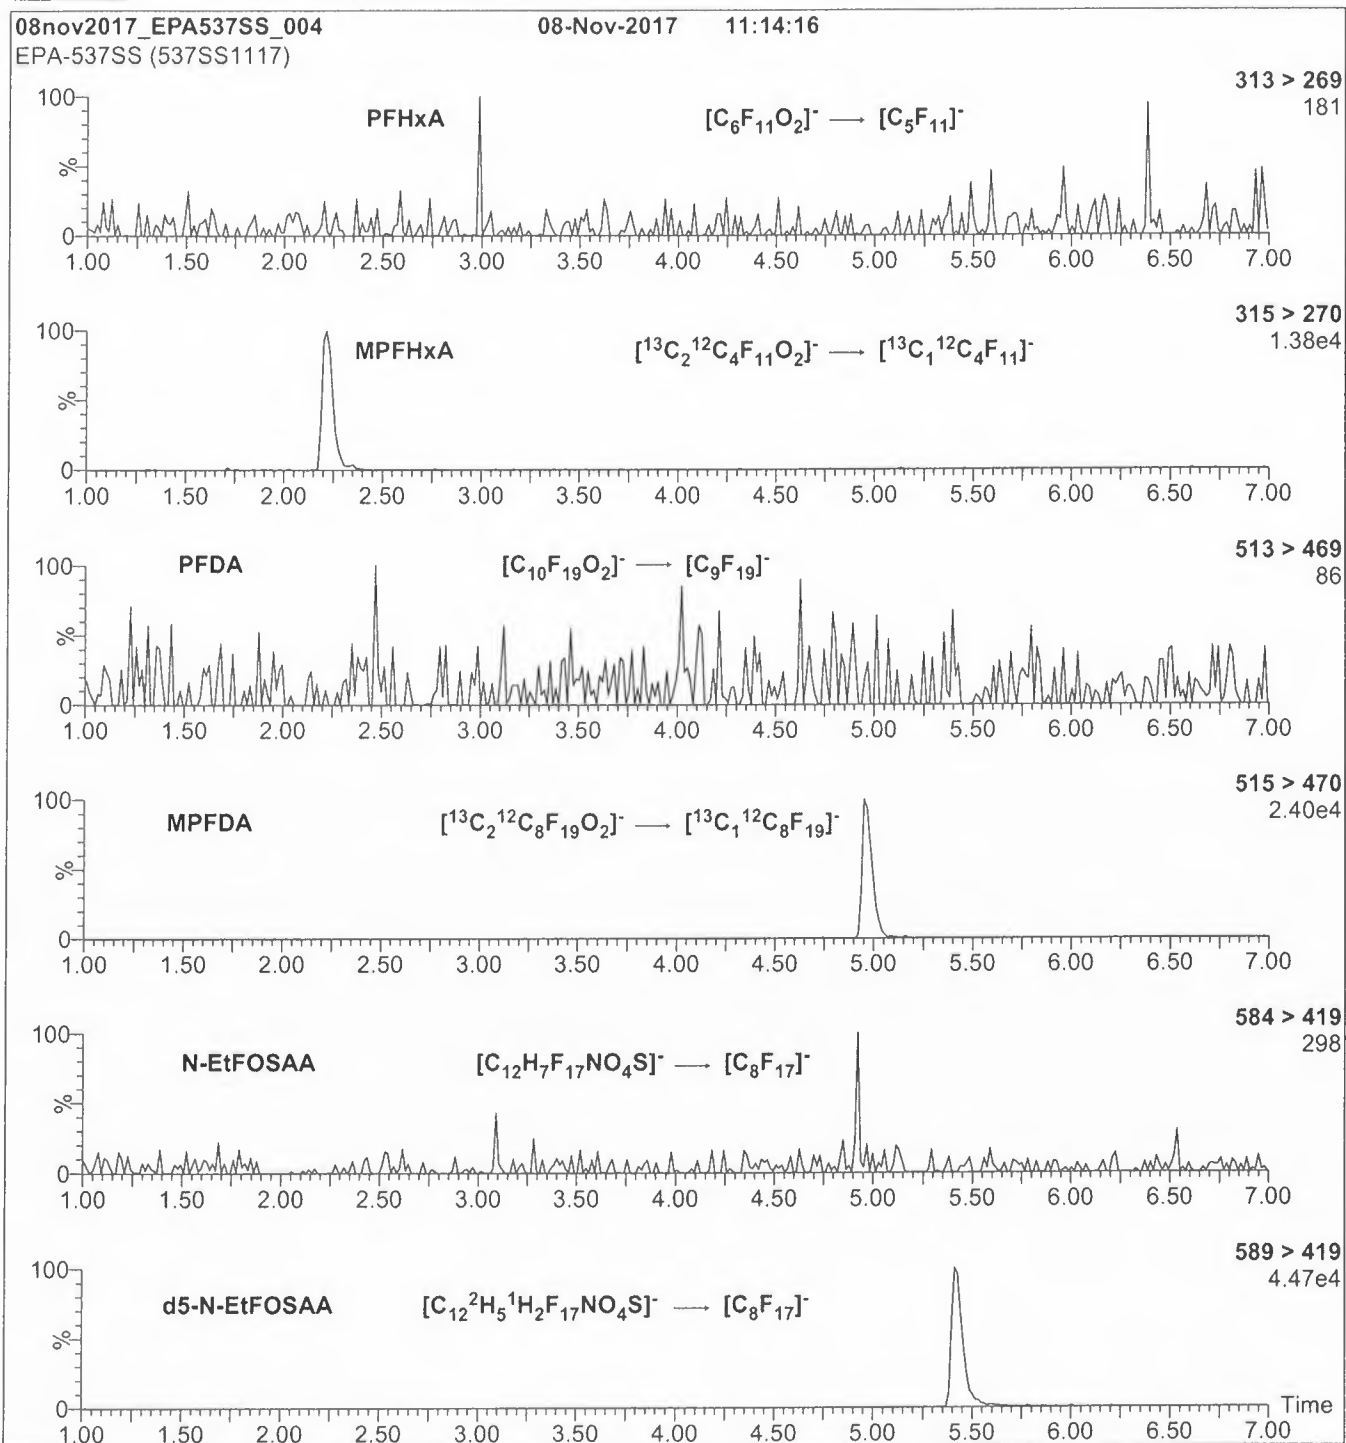 08nov2017_EPA537SS_004 08-Nov-2017 11:14:16
EPA-537SS (537SS1117)
313 > 269
181
PFHxA [C₆F₁₁O₂]⁻ → [C₅F₁₁]⁻
100
%
0
1.00 1.50 2.00 2.50 3.00 3.50 4.00 4.50 5.00 5.50 6.00 6.50 7.00
315 > 270
1.38e4
MPFHxA [¹³C₂¹²C₄F₁₁O₂]⁻ → [¹³C₁¹²C₄F₁₁]⁻
100
%
0
1.00 1.50 2.00 2.50 3.00 3.50 4.00 4.50 5.00 5.50 6.00 6.50 7.00
513 > 469
86
PFDA [C₁₀F₁₉O₂]⁻ → [C₉F₁₉]⁻
100
%
0
1.00 1.50 2.00 2.50 3.00 3.50 4.00 4.50 5.00 5.50 6.00 6.50 7.00
515 > 470
2.40e4
MPFDA [¹³C₂¹²C₈F₁₉O₂]⁻ → [¹³C₁¹²C₈F₁₉]⁻
100
%
0
1.00 1.50 2.00 2.50 3.00 3.50 4.00 4.50 5.00 5.50 6.00 6.50 7.00
584 > 419
298
N-EtFOSAA [C₁₂H₇F₁₇NO₄S]⁻ → [C₈F₁₇]⁻
100
%
0
1.00 1.50 2.00 2.50 3.00 3.50 4.00 4.50 5.00 5.50 6.00 6.50 7.00
589 > 419
4.47e4
d5-N-EtFOSAA [C₁₂²H₅¹H₂F₁₇NO₄S]⁻ → [C₈F₁₇]⁻
100
%
0
Time
1.00 1.50 2.00 2.50 3.00 3.50 4.00 4.50 5.00 5.50 6.00 6.50 7.00